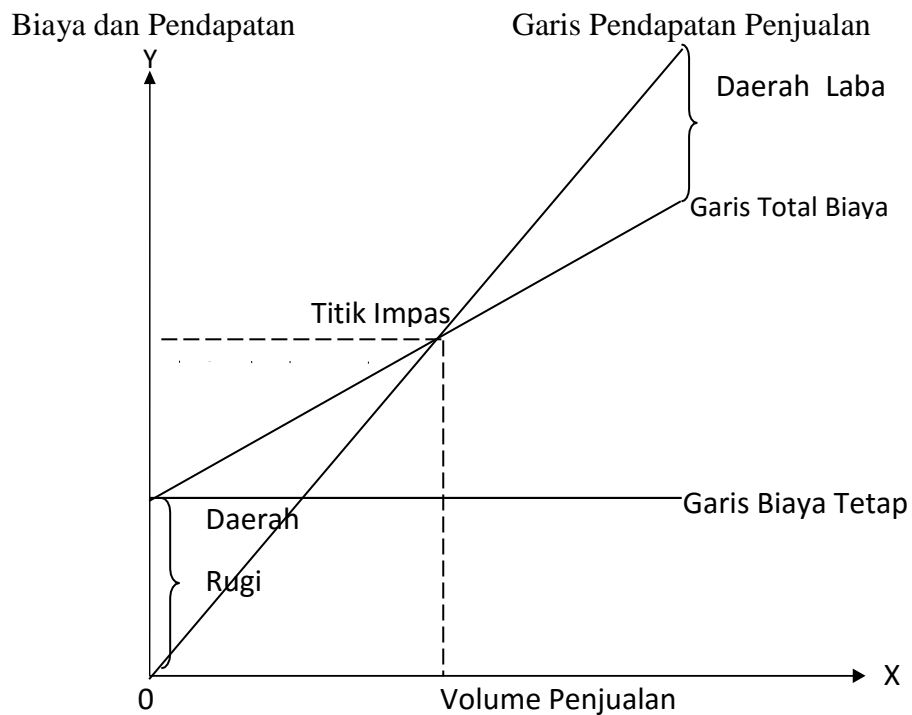 Biaya dan Pendapatan
Garis Pendapatan Penjualan
Y
Daerah Laba
Garis Total Biaya
Titik Impas
Garis Biaya Tetap
Daerah
Rugi
X
0
Volume Penjualan